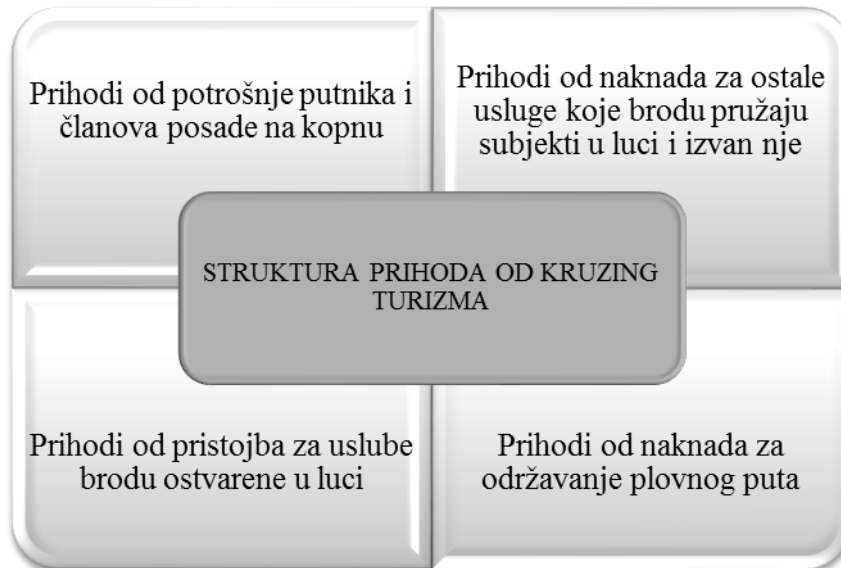 Prihodi od potrošnje putnika i
članova posade na kopnu
Prihodi od naknada za ostale
usluge koje brodu pružaju
subjekti u luci i izvan nje
STRUKTURA PRIHODA OD KRUZING
TURIZMA
Prihodi od pristojba za uslube
brodu ostvarene u luci
Prihodi od naknada za
održavanje plovnog puta